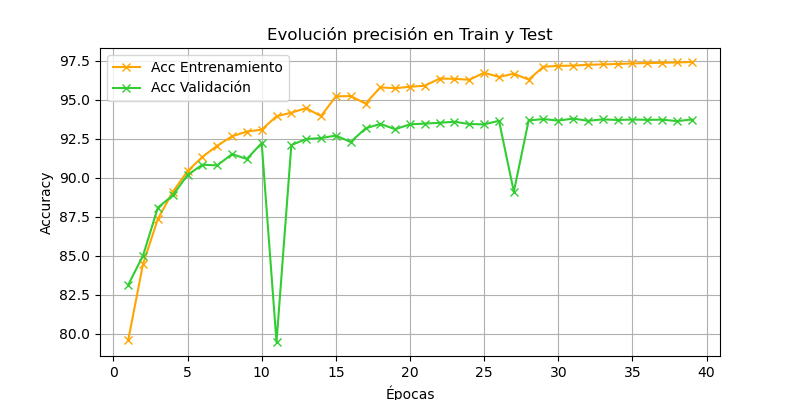 Evolución precisión en Train y Test
Acc Entrenamiento
Acc Validación
97.5
95.0
92.5
90.0
87.5
85.0
82.5
80.0
Accuracy
0 5 10 15 20 25 30 35 40
Épocas